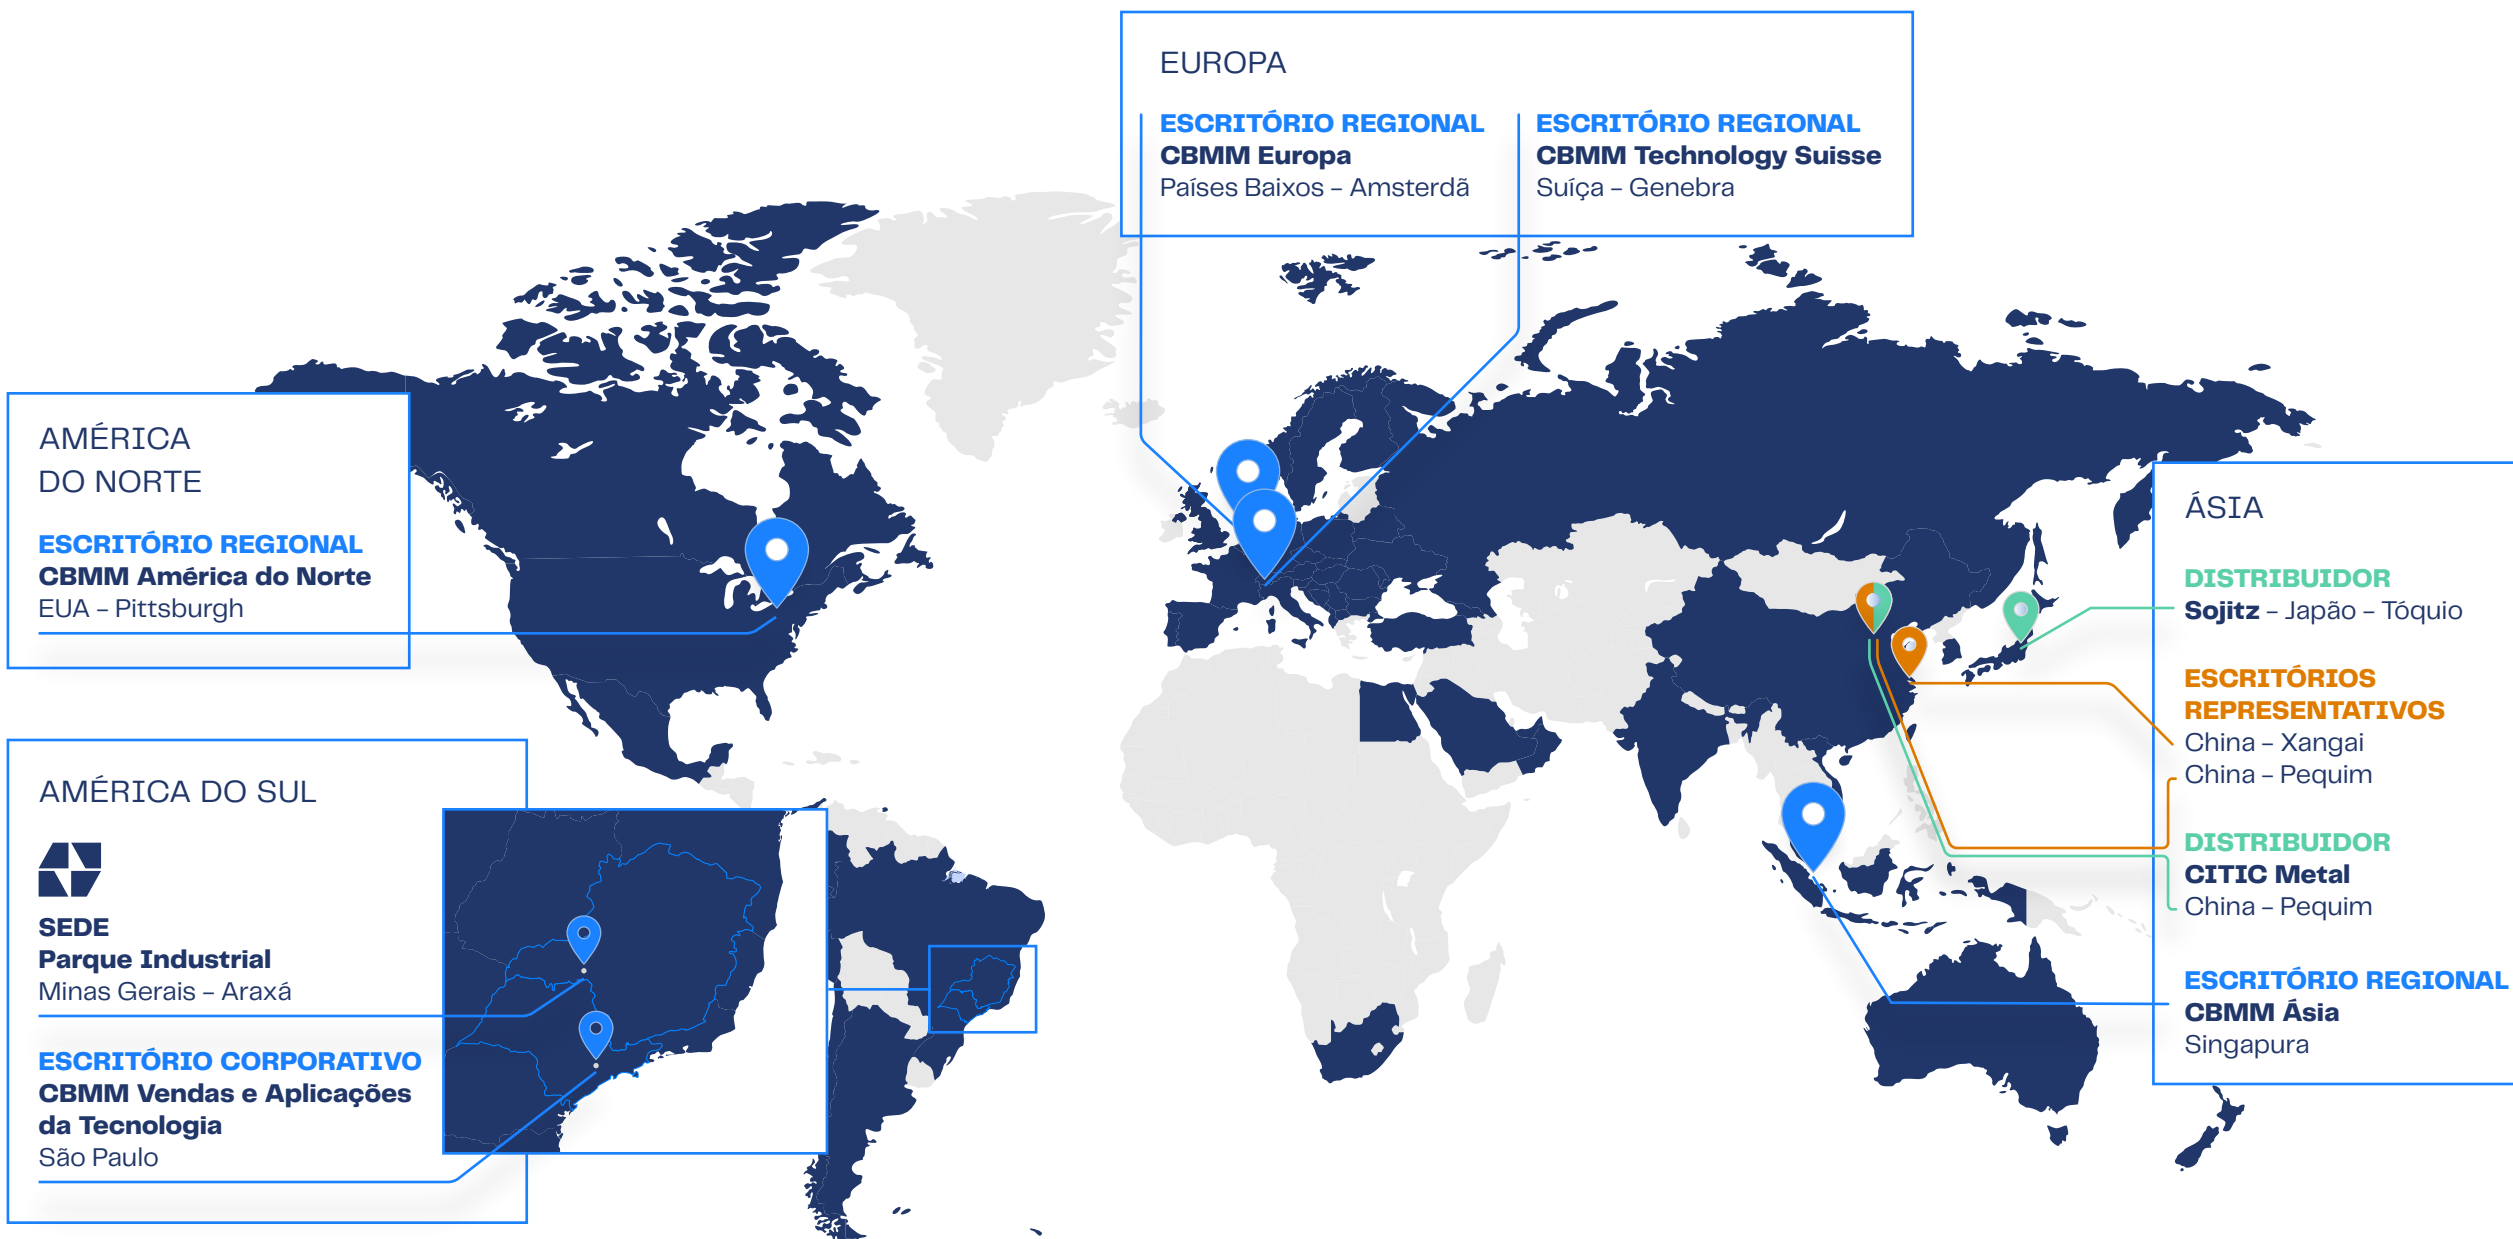 EUROPA
ESCRITÓRIO REGIONAL
CBMM Europa
Países Baixos – Amsterdã
ESCRITÓRIO REGIONAL
CBMM Technology Suisse
Suíça – Genebra
AMÉRICA
DO NORTE
ESCRITÓRIO REGIONAL
CBMM América do Norte
EUA – Pittsburgh
AMÉRICA DO SUL
SEDE
Parque Industrial
Minas Gerais – Araxá
ESCRITÓRIO CORPORATIVO
CBMM Vendas e Aplicações
da Tecnologia
São Paulo
ÁSIA
DISTRIBUIDOR
Sojitz – Japão – Tóquio
ESCRITÓRIOS
REPRESENTATIVOS
China – Xangai
China – Pequim
DISTRIBUIDOR
CITIC Metal
China – Pequim
ESCRITÓRIO REGIONAL
CBMM Ásia
Singapura